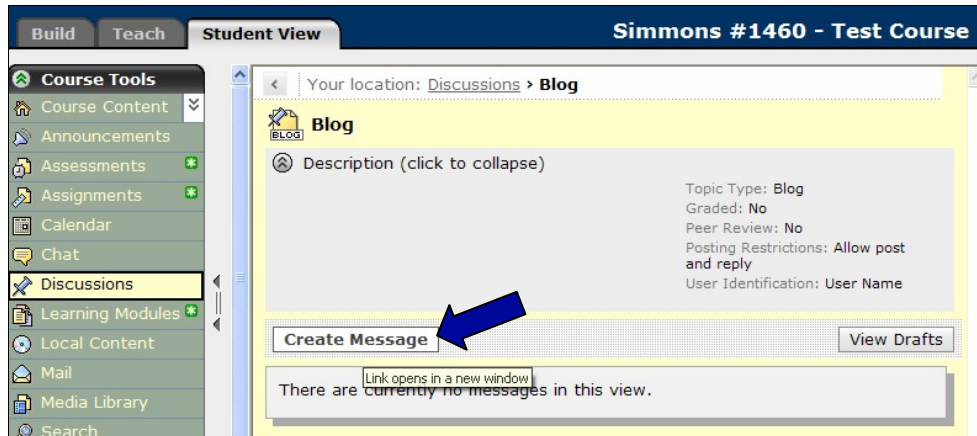 Build Teach Student View Simmons #1460 - Test Course
Course Tools
Course Content
Announcements
Assessments
Assignments
Calendar
Chat
Discussions
Learning Modules
Local Content
Mail
Media Library
Search
Your location: Discussions › Blog
BLOG Blog
Description (click to collapse)
Topic Type: Blog
Graded: No
Peer Review: No
Posting Restrictions: Allow post
and reply
User Identification: User Name
Create Message View Drafts
Link opens in a new window
There are currently no messages in this view.